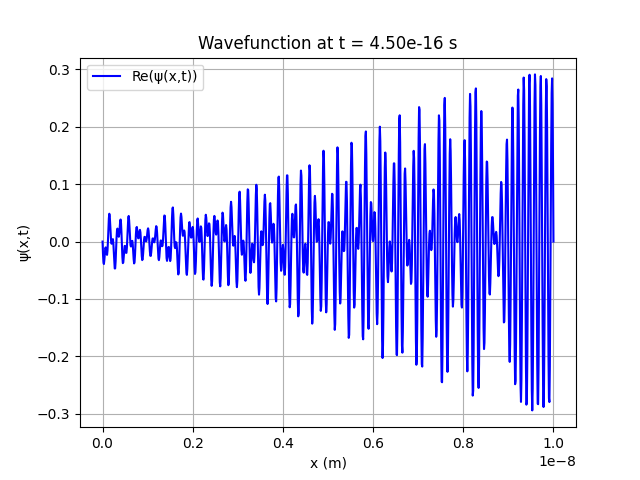 Wavefunction at t = 4.50e-16 s
Re(ψ(x,t))
ψ(x,t)
0.3
0.2
0.1
0.0
−0.1
−0.2
−0.3
0.0 0.2 0.4 0.6 0.8 1.0
1e−8
x (m)